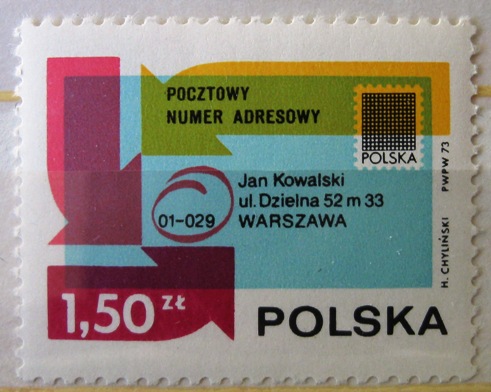 POCZTOWY
NUMER ADRESOWY
POLSKA
Jan Kowalski
ul. Dzielna 52 m 33
01-029 WARSZAWA
1,50 zł
POLSKA
H. CHYLIŃSKI PWPW 73